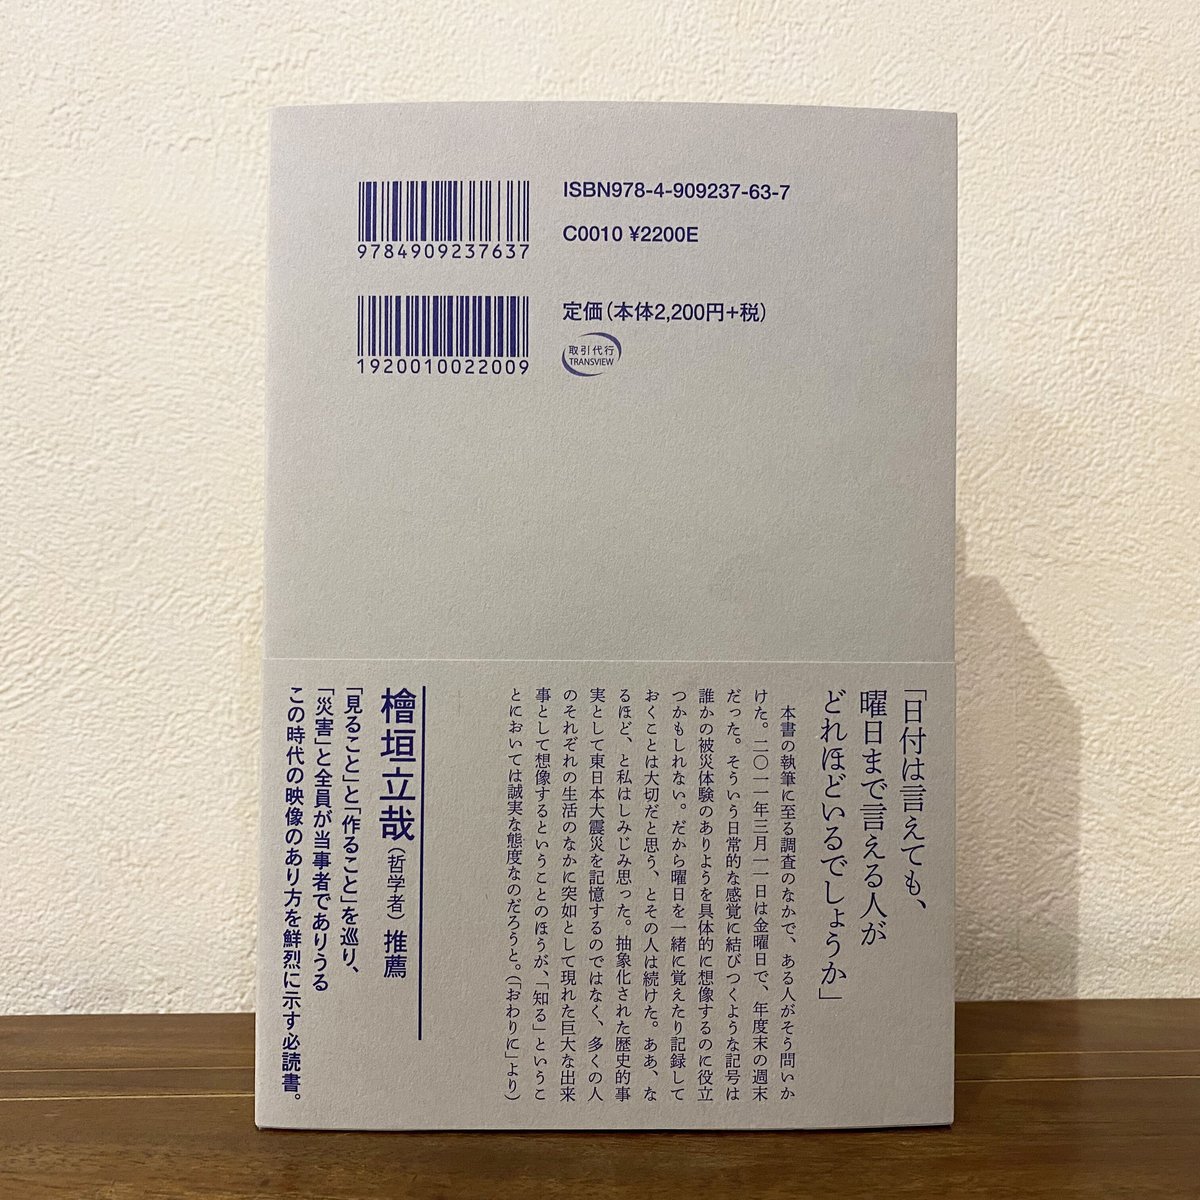 ISBN978-4-909237-63-7
C0010 ¥2200E
9784909237637
定価(本体2,200円+税)
取引代行
TRANSVIEW
1920010022009
「日付は言えても、
曜日まで言える人が
どれほどいるでしょうか」
本書の執筆に至る調査のなかで、ある人がそう問いか
けた。二〇一一年三月一一日は金曜日で、年度末の週末
だった。そういう日常的な感覚に結びつくような記号は
誰かの被災体験のありようを具体的に想像するのに役立
つかもしれない。だから曜日を一緒に覚えたり記録して
おくことは大切だと思う、とその人は続けた。ああ、な
るほど、と私はしみじみ思った。抽象化された歴史的事
実として東日本大震災を記憶するのではなく、多くの人
のそれぞれの生活のなかに突如として現れた巨大な出来
事として想像するということのほうが、「知る」というこ
とにおいては誠実な態度なのだろうと。(「おわりに」より)
檜垣立哉(哲学者)推薦
「見ること」と「作ること」を巡り、
「災害」と全員が当事者でありうる
この時代の映像のあり方を鮮烈に示す必読書。